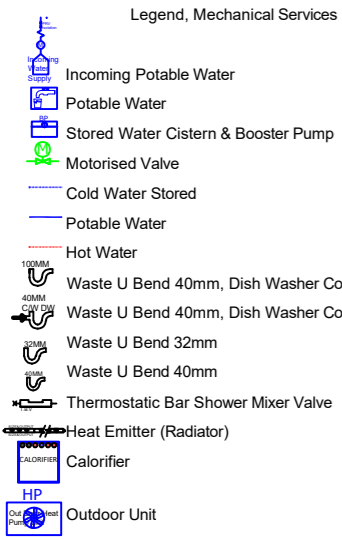 Legend, Mechanical Services
M
Incoming
Water
Supply
Incoming Potable Water
Potable Water
BP
Stored Water Cistern & Booster Pump
M
Motorised Valve
Cold Water Stored
Potable Water
Hot Water
100MM
Waste U Bend 40mm, Dish Washer Co
40MM
C/W DW
Waste U Bend 40mm, Dish Washer Co
32MM
Waste U Bend 32mm
40MM
Waste U Bend 40mm
Thermostatic Bar Shower Mixer Valve
Heat Emitter (Radiator)
CALORIFIER
Calorifier
HP
Outdoor Unit